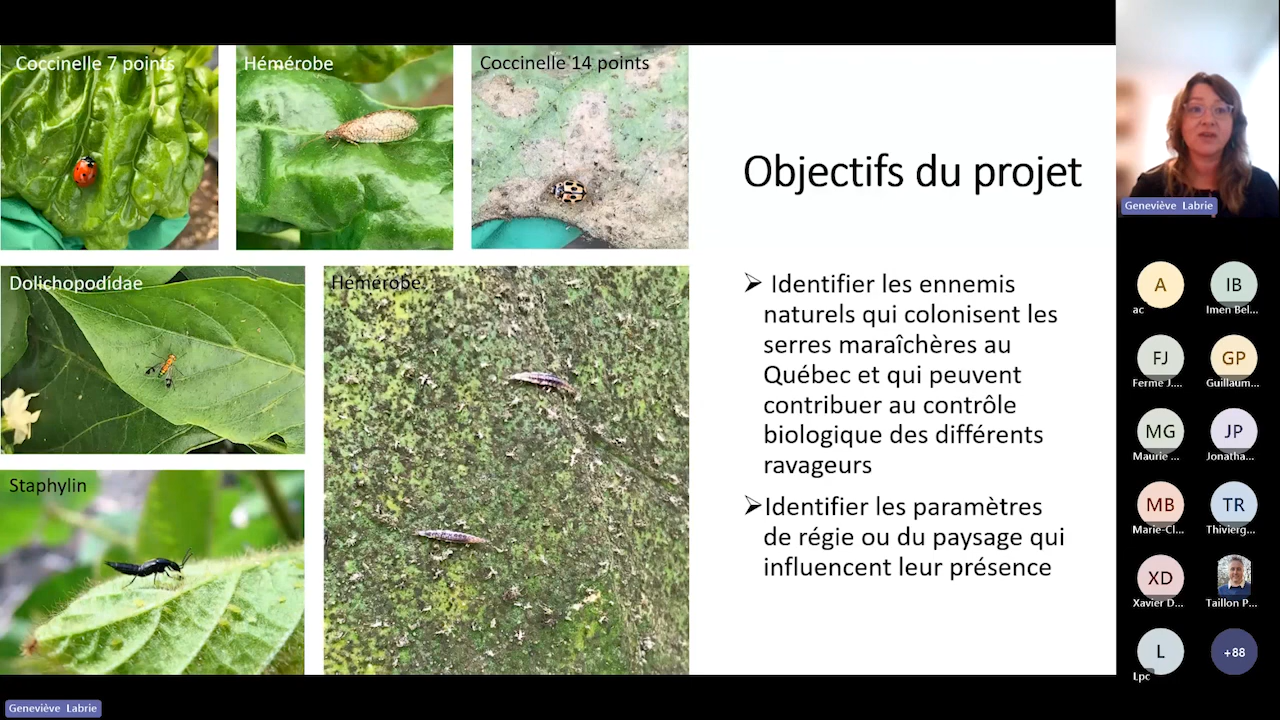 Coccinelle 7 points
Hémérobe
Coccinelle 14 points
Dolichopodidae
Hémérobe
Staphylin
Objectifs du projet
➢ Identifier les ennemis
naturels qui colonisent les
serres maraîchères au
Québec et qui peuvent
contribuer au contrôle
biologique des différents
ravageurs
➢Identifier les paramètres
de régie ou du paysage qui
influencent leur présence
Geneviève Labrie
A
ac
IB
Imen Bel...
FJ
Ferme J....
GP
Guillaum...
MG
Maurie ...
JP
Jonatha...
MB
Marie-Cl...
TR
Thivierg...
XD
Xavier D...
Taillon P...
L
Lpc
+88
Geneviève Labrie